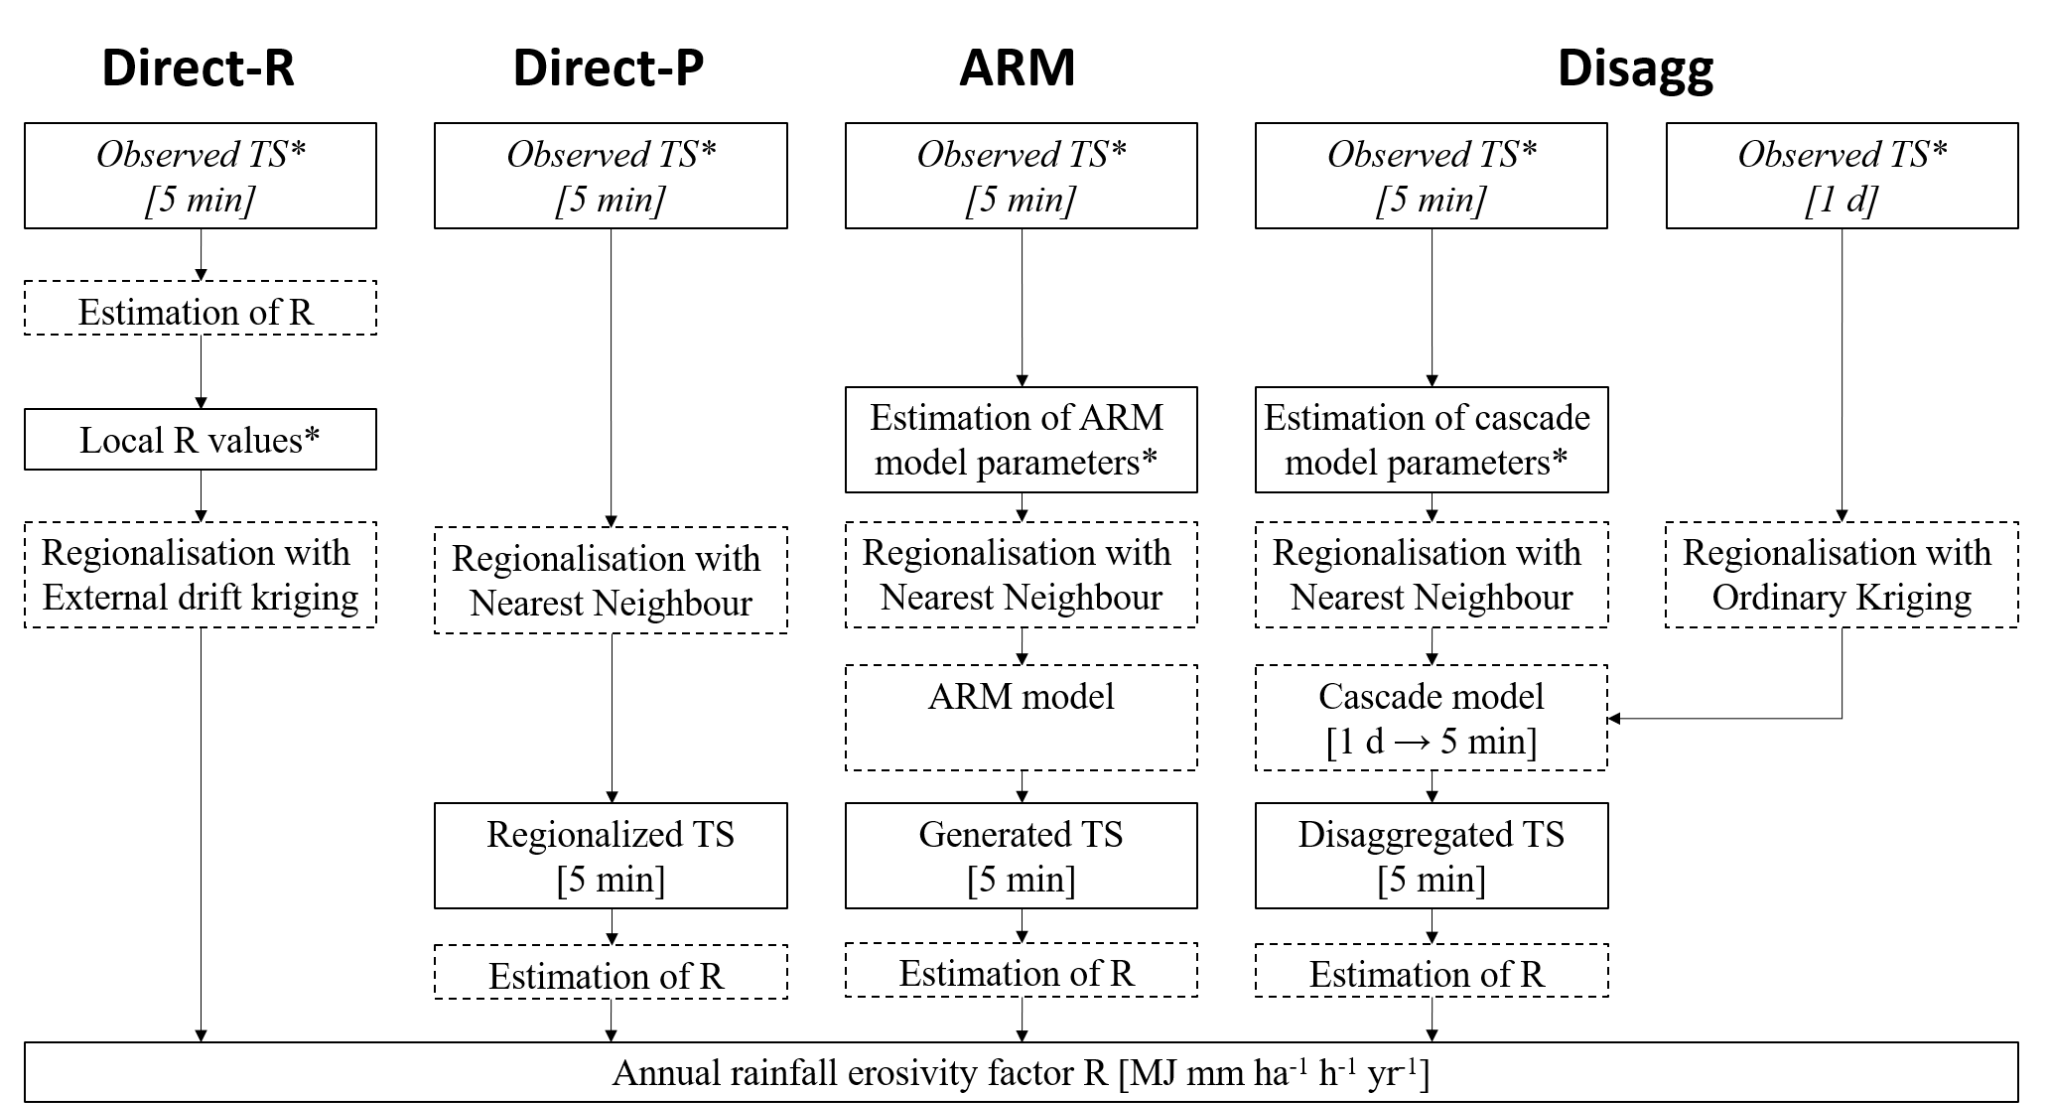 Direct-R
Direct-P
ARM
Disagg
Observed TS*
[5 min]
Observed TS*
[5 min]
Observed TS*
[5 min]
Observed TS*
[5 min]
Observed TS*
[1 d]
Estimation of R
Local R values*
Regionalisation with
External drift kriging
Regionalisation with
Nearest Neighbour
Regionalized TS
[5 min]
Estimation of R
Estimation of ARM
model parameters*
Regionalisation with
Nearest Neighbour
ARM model
Generated TS
[5 min]
Estimation of R
Estimation of cascade
model parameters*
Regionalisation with
Nearest Neighbour
Cascade model
[1 d → 5 min]
Disaggregated TS
[5 min]
Estimation of R
Regionalisation with
Ordinary Kriging
Annual rainfall erosivity factor R [MJ mm ha⁻¹ h⁻¹ yr⁻¹]